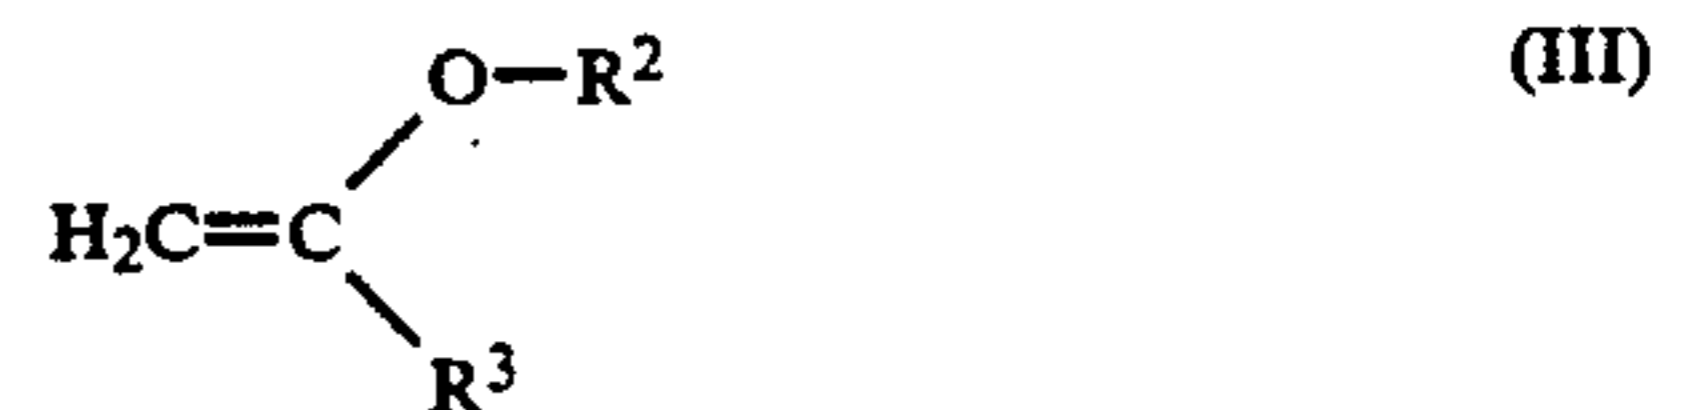 O—R² (III)
H₂C=C
R³